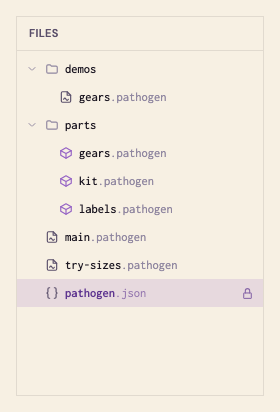 FILES
demos
gears.pathogen
parts
gears.pathogen
kit.pathogen
labels.pathogen
main.pathogen
try-sizes.pathogen
{} pathogen.json